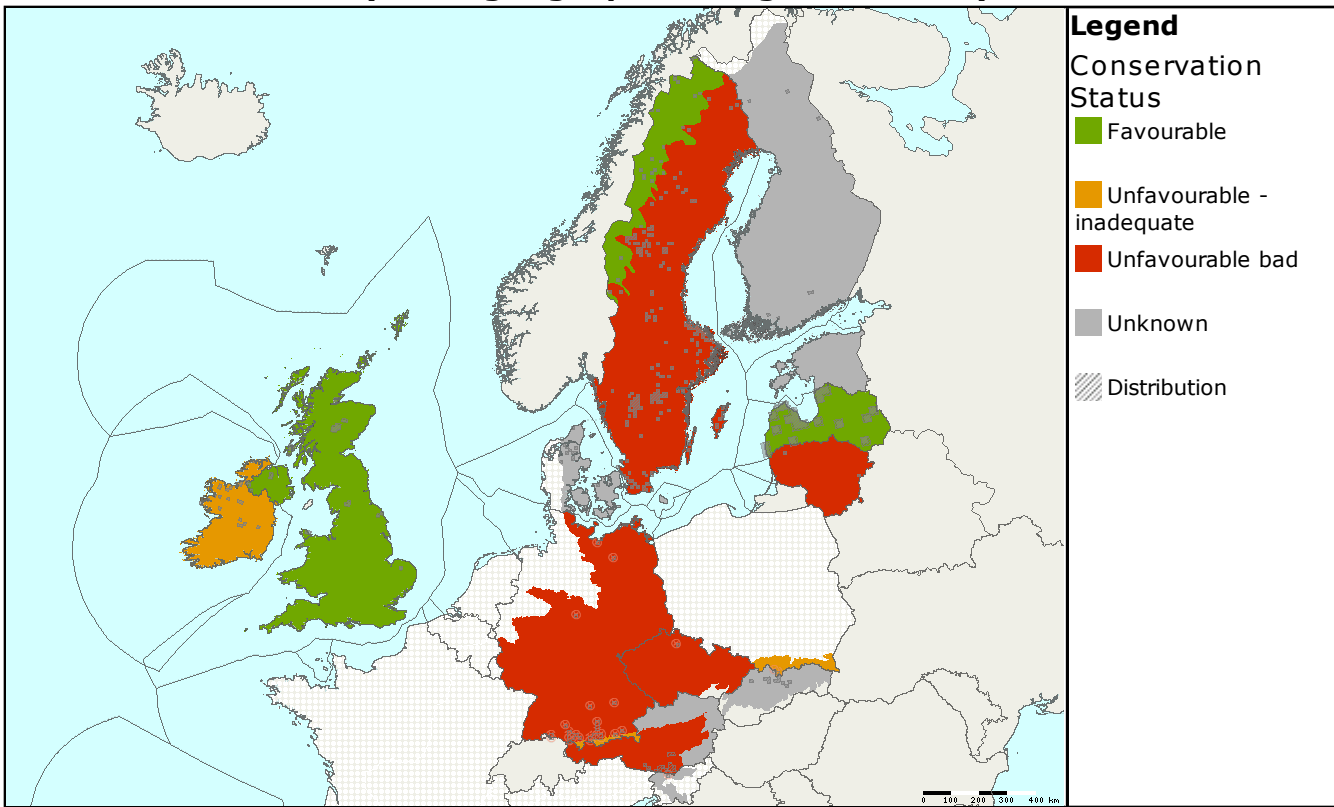 Legend
Conservation
Status
Favourable
Unfavourable -
inadequate
Unfavourable bad
Unknown
Distribution
0 100 200 300 400 km